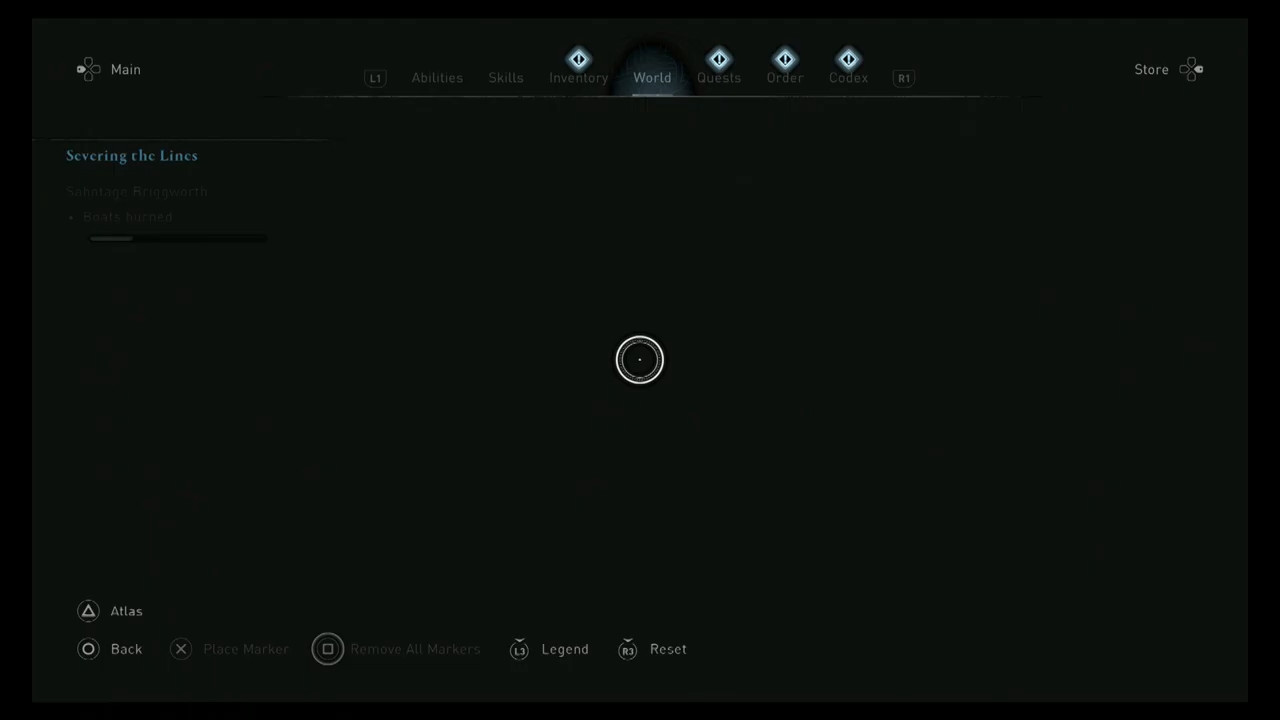 Main
L1 Abilities Skills Inventory World Quests Order Codex R1
Store
Severing the Lines
Sabotage Briggworth
• Boats burned
Atlas
Back Place Marker Remove All Markers L3 Legend R3 Reset